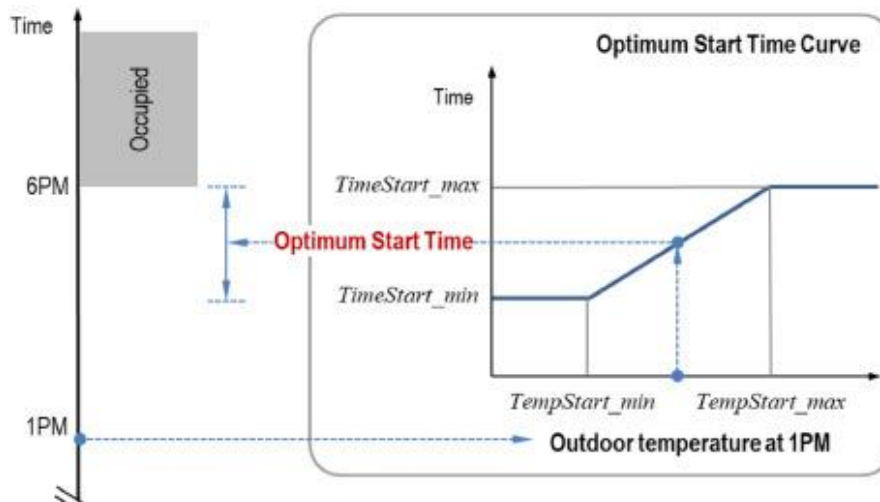 Time
Optimum Start Time Curve
Occupied
Time
6PM
TimeStart_max
Optimum Start Time
TimeStart_min
TempStart_min
TempStart_max
1PM
Outdoor temperature at 1PM